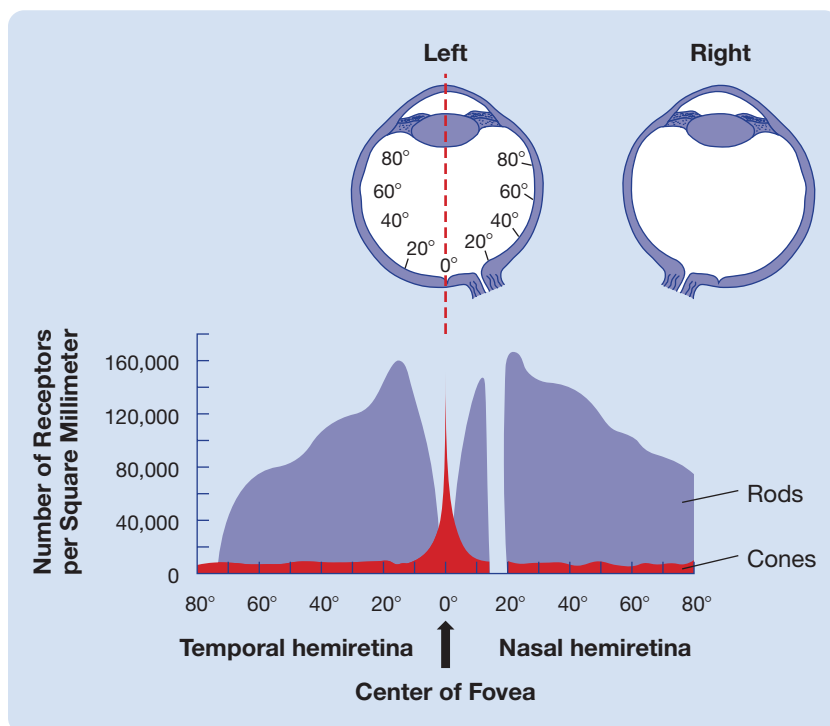 Left
Right
80°
80°
60°
60°
40°
40°
20°
20°
0°
Number of Receptors
per Square Millimeter
160,000
120,000
80,000
40,000
0
Rods
Cones
80° 60° 40° 20° 0° 20° 40° 60° 80°
Temporal hemiretina
Nasal hemiretina
Center of Fovea